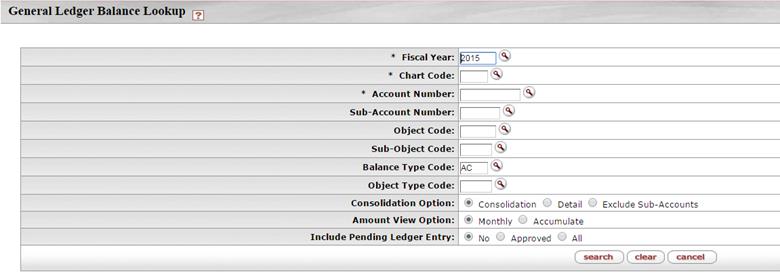 General Ledger Balance Lookup ?
* Fiscal Year: 2015
* Chart Code:
* Account Number:
Sub-Account Number:
Object Code:
Sub-Object Code:
Balance Type Code: AC
Object Type Code:
Consolidation Option: Consolidation Detail Exclude Sub-Accounts
Amount View Option: Monthly Accumulate
Include Pending Ledger Entry: No Approved All
search clear cancel